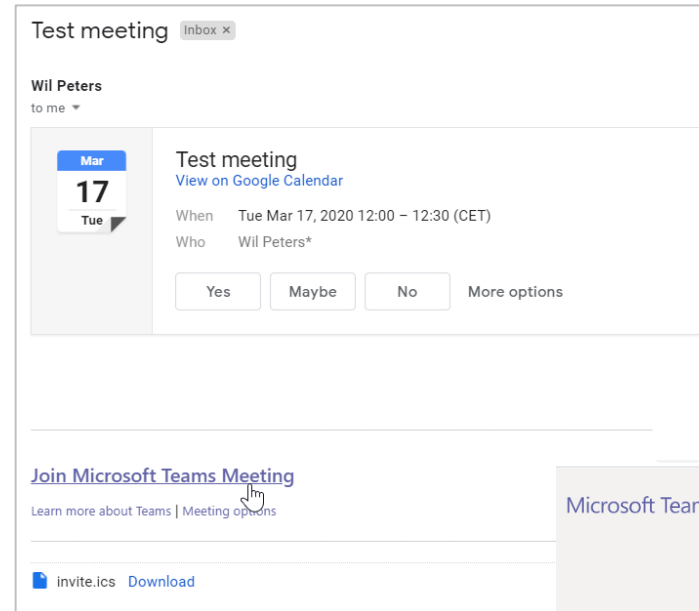 Test meeting Inbox ×
Wil Peters
to me
Mar
17
Tue
Test meeting
View on Google Calendar
When Tue Mar 17, 2020 12:00 – 12:30 (CET)
Who Wil Peters*
Yes Maybe No More options
Join Microsoft Teams Meeting
Learn more about Teams | Meeting options
Microsoft
invite.ics Download